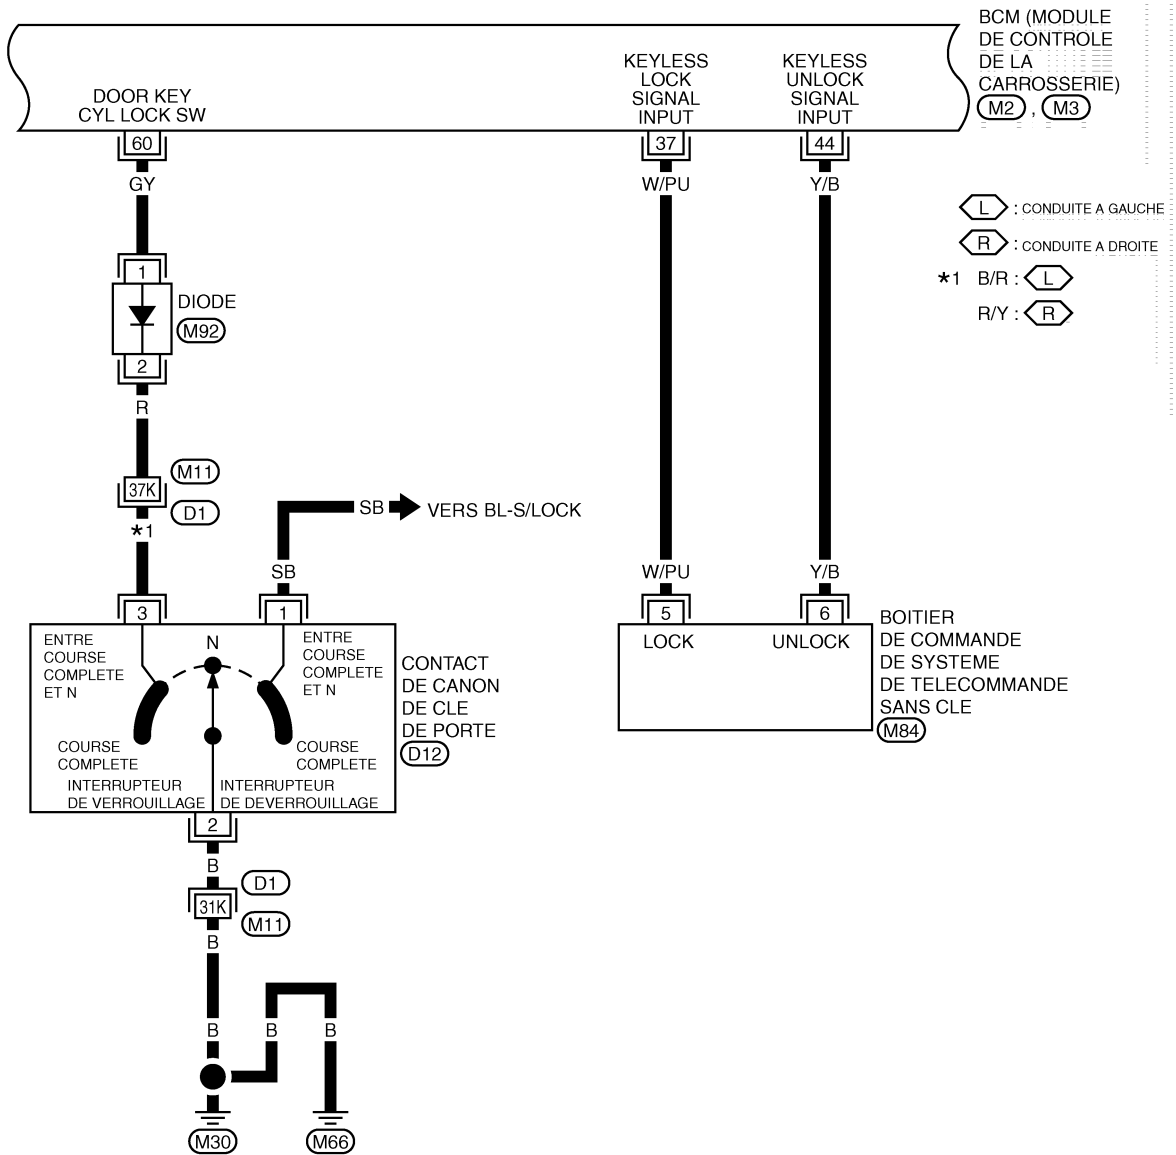 BCM (MODULE
DE CONTROLE
DE LA
CARROSSERIE)
M2 , M3
DOOR KEY
CYL LOCK SW
KEYLESS
LOCK
SIGNAL
INPUT
KEYLESS
UNLOCK
SIGNAL
INPUT
60
37
44
GY
W/PU
Y/B
L : CONDUITE A GAUCHE
R : CONDUITE A DROITE
*1 B/R : L
R/Y : R
1
DIODE
M92
2
R
M11
37K
D1
*1
SB
VERS BL-S/LOCK
SB
W/PU
Y/B
3
1
5
6
LOCK
UNLOCK
BOITIER
DE COMMANDE
DE SYSTEME
DE TELECOMMANDE
SANS CLE
M84
ENTRE
COURSE
COMPLETE
ET N
N
ENTRE
COURSE
COMPLETE
ET N
COURSE
COMPLETE
COURSE
COMPLETE
INTERRUPTEUR
DE VERROUILLAGE
INTERRUPTEUR
DE DEVERROUILLAGE
CONTACT
DE CANON
DE CLE
DE PORTE
D12
2
B
D1
31K
M11
B
B
B
B
M30
M66